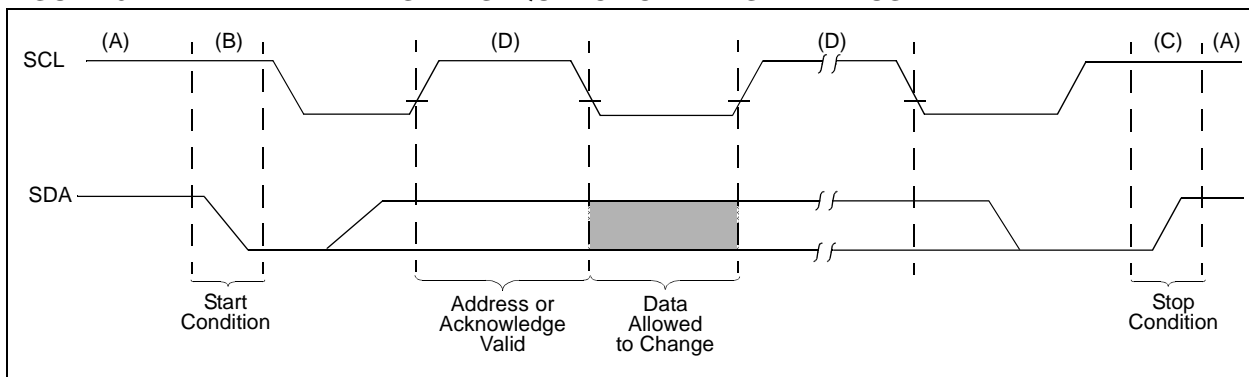 (A) (B) (D) (D) (C) (A)
SCL
SDA
Start
Condition
Address or
Acknowledge
Valid
Data
Allowed
to Change
Stop
Condition